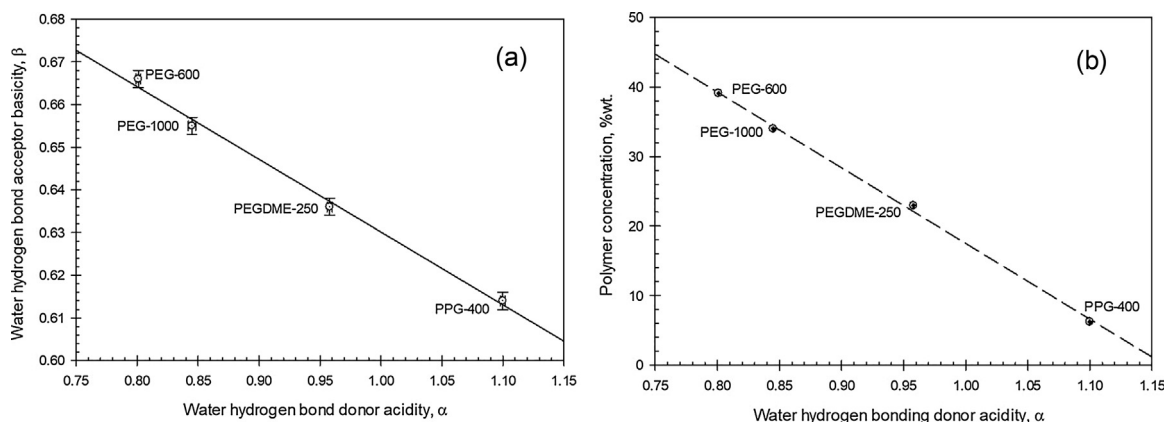 (a)
Water hydrogen bond acceptor basicity, β
0.68
0.67
0.66
0.65
0.64
0.63
0.62
0.61
0.60
PEG-600
PEG-1000
PEGDME-250
PPG-400
0.75 0.80 0.85 0.90 0.95 1.00 1.05 1.10 1.15
Water hydrogen bond donor acidity, α
(b)
Polymer concentration, %wt.
50
40
30
20
10
0
PEG-600
PEG-1000
PEGDME-250
PPG-400
0.75 0.80 0.85 0.90 0.95 1.00 1.05 1.10 1.15
Water hydrogen bonding donor acidity, α